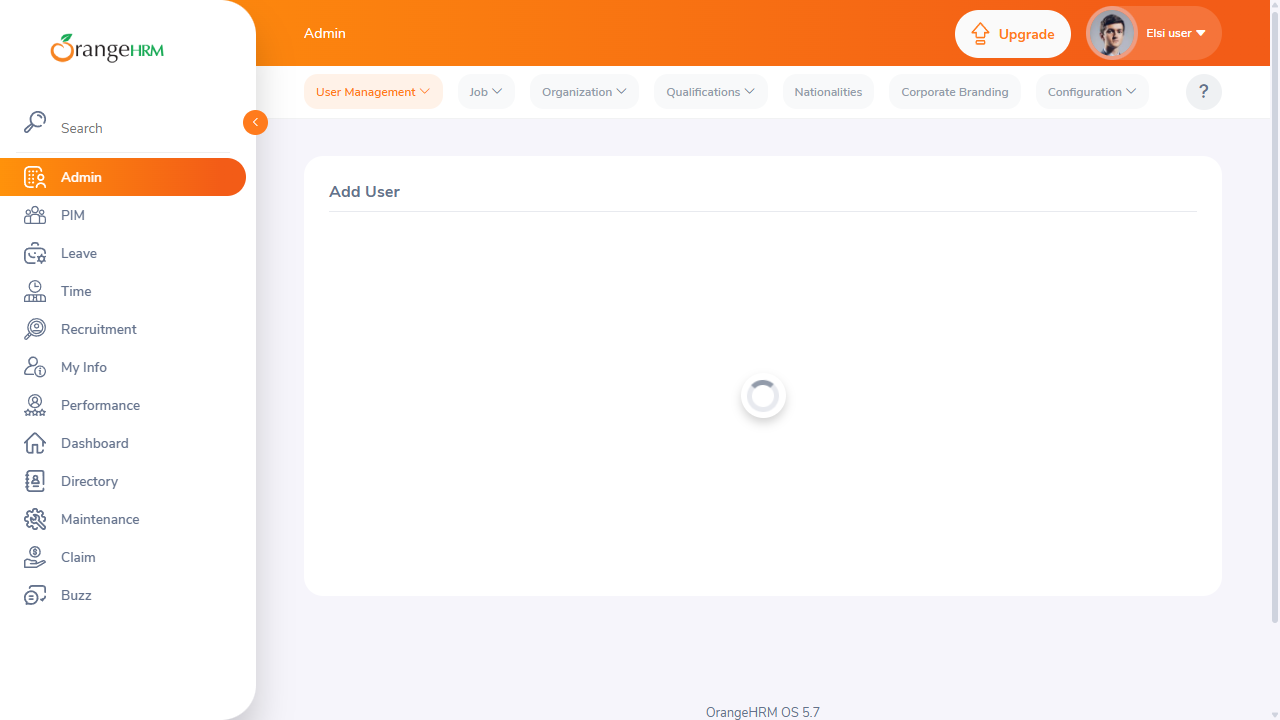 OrangeHRM
Search
Admin
PIM
Leave
Time
Recruitment
My Info
Performance
Dashboard
Directory
Maintenance
Claim
Buzz
Admin
Upgrade
Elsi user
User Management
Job
Organization
Qualifications
Nationalities
Corporate Branding
Configuration
?
Add User
OrangeHRM OS 5.7